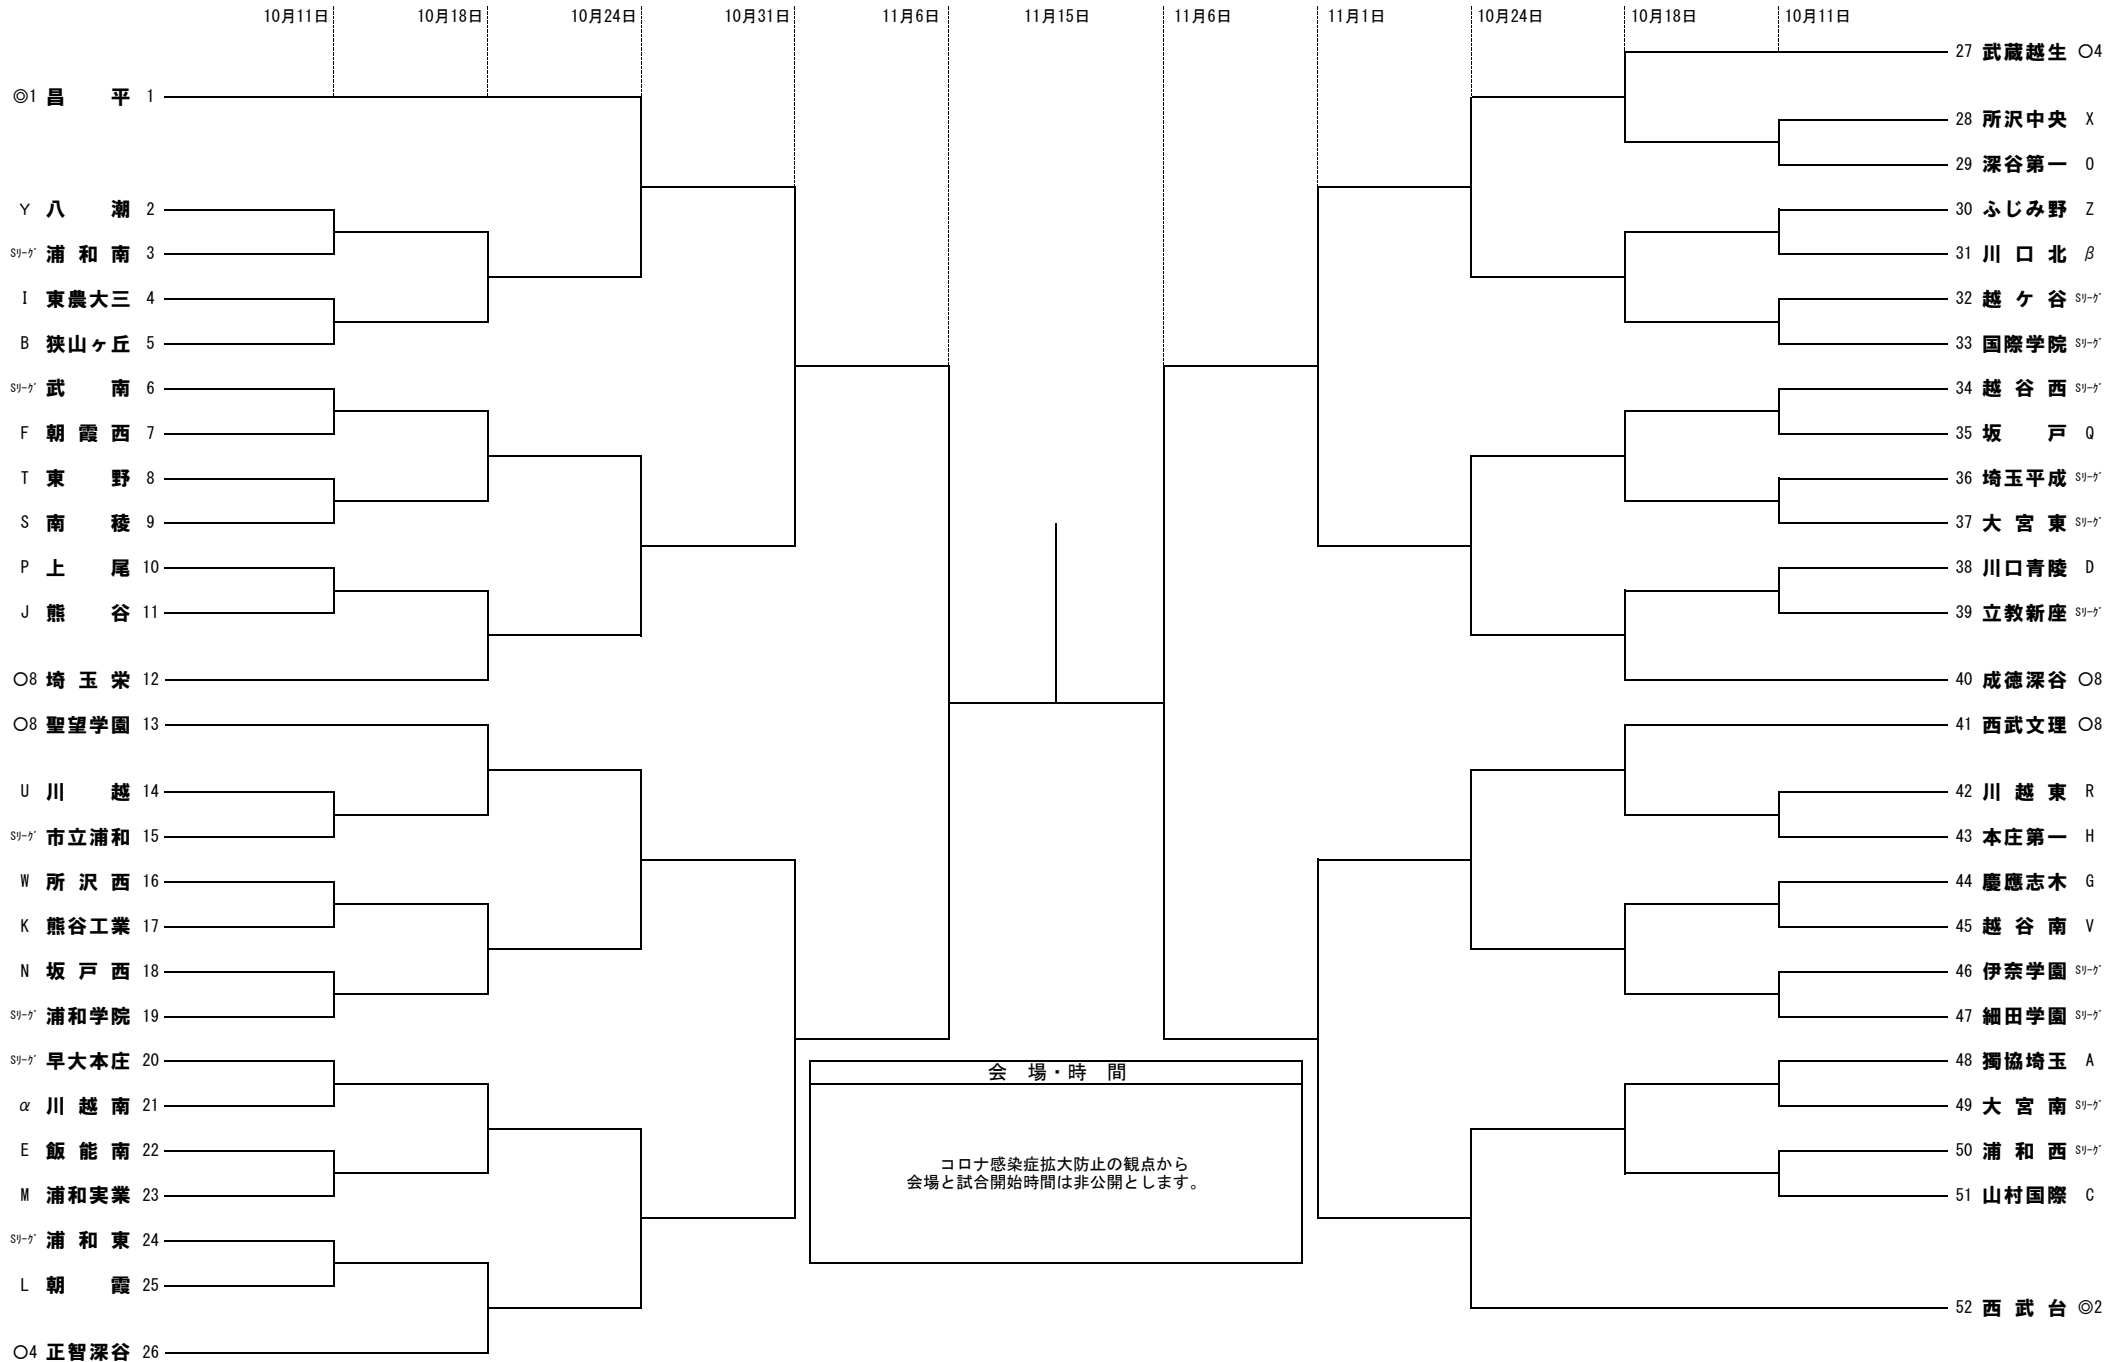 10月11日 10月18日 10月24日 10月31日 11月6日 11月15日 11月6日 11月1日 10月24日 10月18日 10月11日
◎1 昌平 1
Y 八潮 2
Sリーグ 浦和南 3
I 東農大三 4
B 狭山ヶ丘 5
Sリーグ 武南 6
F 朝霞西 7
T 東野 8
S 南稜 9
P 上尾 10
J 熊谷 11
○8 埼玉栄 12
○8 聖望学園 13
U 川越 14
Sリーグ 市立浦和 15
W 所沢西 16
K 熊谷工業 17
N 坂戸西 18
Sリーグ 浦和学院 19
Sリーグ 早大本庄 20
α 川越南 21
E 飯能南 22
M 浦和実業 23
Sリーグ 浦和東 24
L 朝霞 25
○4 正智深谷 26
会 場・時 間
コロナ感染症拡大防止の観点から
会場と試合開始時間は非公開とします。
27 武蔵越生 ○4
28 所沢中央 X
29 深谷第一 O
30 ふじみ野 Z
31 川口北 β
32 越ケ谷 Sリーグ
33 国際学院 Sリーグ
34 越谷西 Sリーグ
35 坂戸 Q
36 埼玉平成 Sリーグ
37 大宮東 Sリーグ
38 川口青陵 D
39 立教新座 Sリーグ
40 成徳深谷 ○8
41 西武文理 ○8
42 川越東 R
43 本庄第一 H
44 慶應志木 G
45 越谷南 V
46 伊奈学園 Sリーグ
47 細田学園 Sリーグ
48 獨協埼玉 A
49 大宮南 Sリーグ
50 浦和西 Sリーグ
51 山村国際 C
52 西武台 ◎2